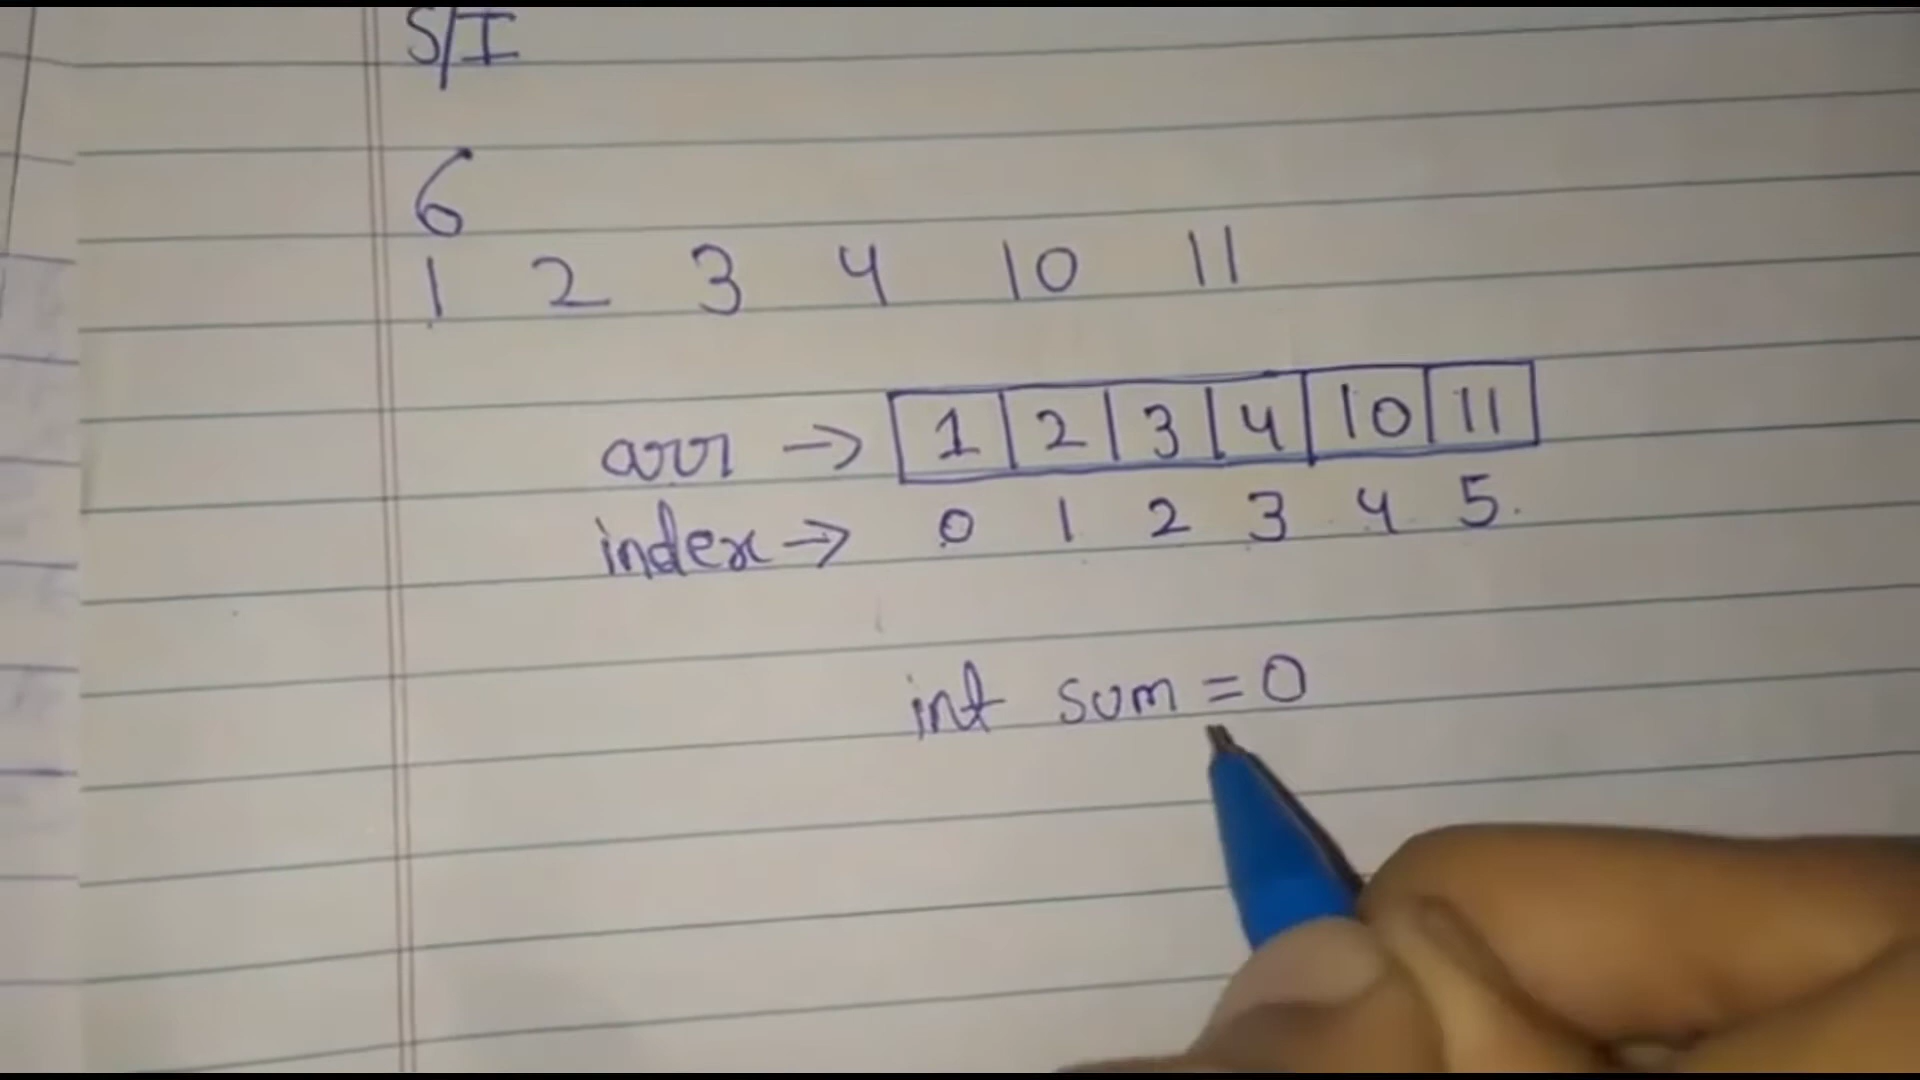 S/I
6
1 2 3 4 10 11
arr → 1 2 3 4 10 11
index → 0 1 2 3 4 5
int sum = 0